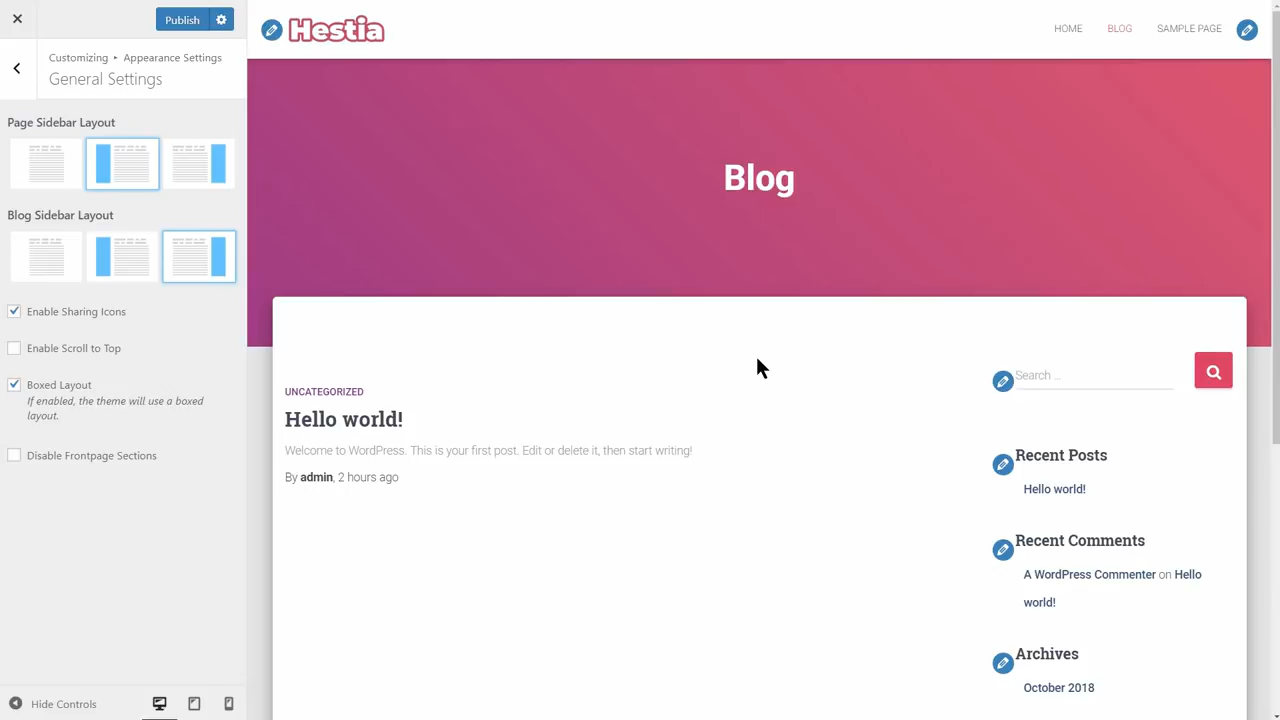 Publish
Customizing ▸ Appearance Settings
General Settings
Page Sidebar Layout
Blog Sidebar Layout
Enable Sharing Icons
Enable Scroll to Top
Boxed Layout
If enabled, the theme will use a boxed
layout.
Disable Frontpage Sections
Hide Controls
Hestia
HOME
BLOG
SAMPLE PAGE
Blog
UNCATEGORIZED
Hello world!
Welcome to WordPress. This is your first post. Edit or delete it, then start writing!
By admin, 2 hours ago
Search …
Recent Posts
Hello world!
Recent Comments
A WordPress Commenter on Hello
world!
Archives
October 2018